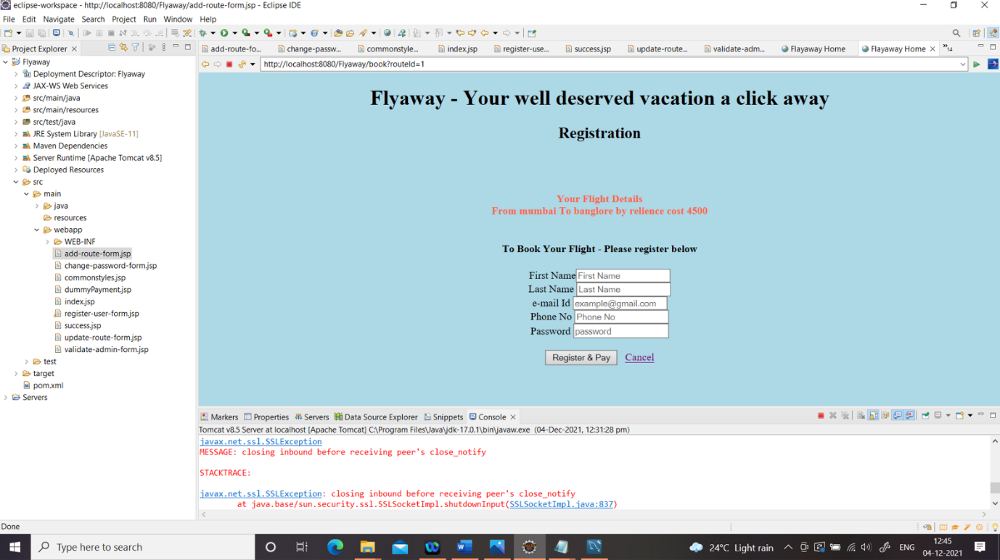 eclipse-workspace - http://localhost:8080/Flyaway/add-route-form.jsp - Eclipse IDE
File Edit Navigate Search Project Run Window Help
Project Explorer
add-route-fo...
change-passw...
commonstyle...
index.jsp
register-use...
success.jsp
update-route...
validate-adm...
Flayaway Home
Flayaway Home
14
http://localhost:8080/Flyaway/book?routeId=1
Flyaway
Deployment Descriptor: Flyaway
JAX-WS Web Services
src/main/java
src/main/resources
src/test/java
JRE System Library [JavaSE-11]
Maven Dependencies
Server Runtime [Apache Tomcat v8.5]
Deployed Resources
src
main
java
resources
webapp
WEB-INF
add-route-form.jsp
change-password-form.jsp
commonstyles.jsp
dummyPayment.jsp
index.jsp
register-user-form.jsp
success.jsp
update-route-form.jsp
validate-admin-form.jsp
test
target
pom.xml
Servers
Flyaway - Your well deserved vacation a click away
Registration
Your Flight Details
From mumbai To banglore by relience cost 4500
To Book Your Flight - Please register below
First Name First Name
Last Name Last Name
e-mail Id example@gmail.com
Phone No Phone No
Password password
Register & Pay Cancel
Markers Properties Servers Data Source Explorer Snippets Console
Tomcat v8.5 Server at localhost [Apache Tomcat] C:\Program Files\Java\jdk-17.0.1\bin\javaw.exe (04-Dec-2021, 12:31:28 pm)
javax.net.ssl.SSLException
MESSAGE: closing inbound before receiving peer's close_notify
STACKTRACE:
javax.net.ssl.SSLException: closing inbound before receiving peer's close_notify
at java.base/sun.security.ssl.SSLSocketImpl.shutdownInput(SSLSocketImpl.java:837)
Done
Type here to search
24°C Light rain
ENG
12:45
04-12-2021